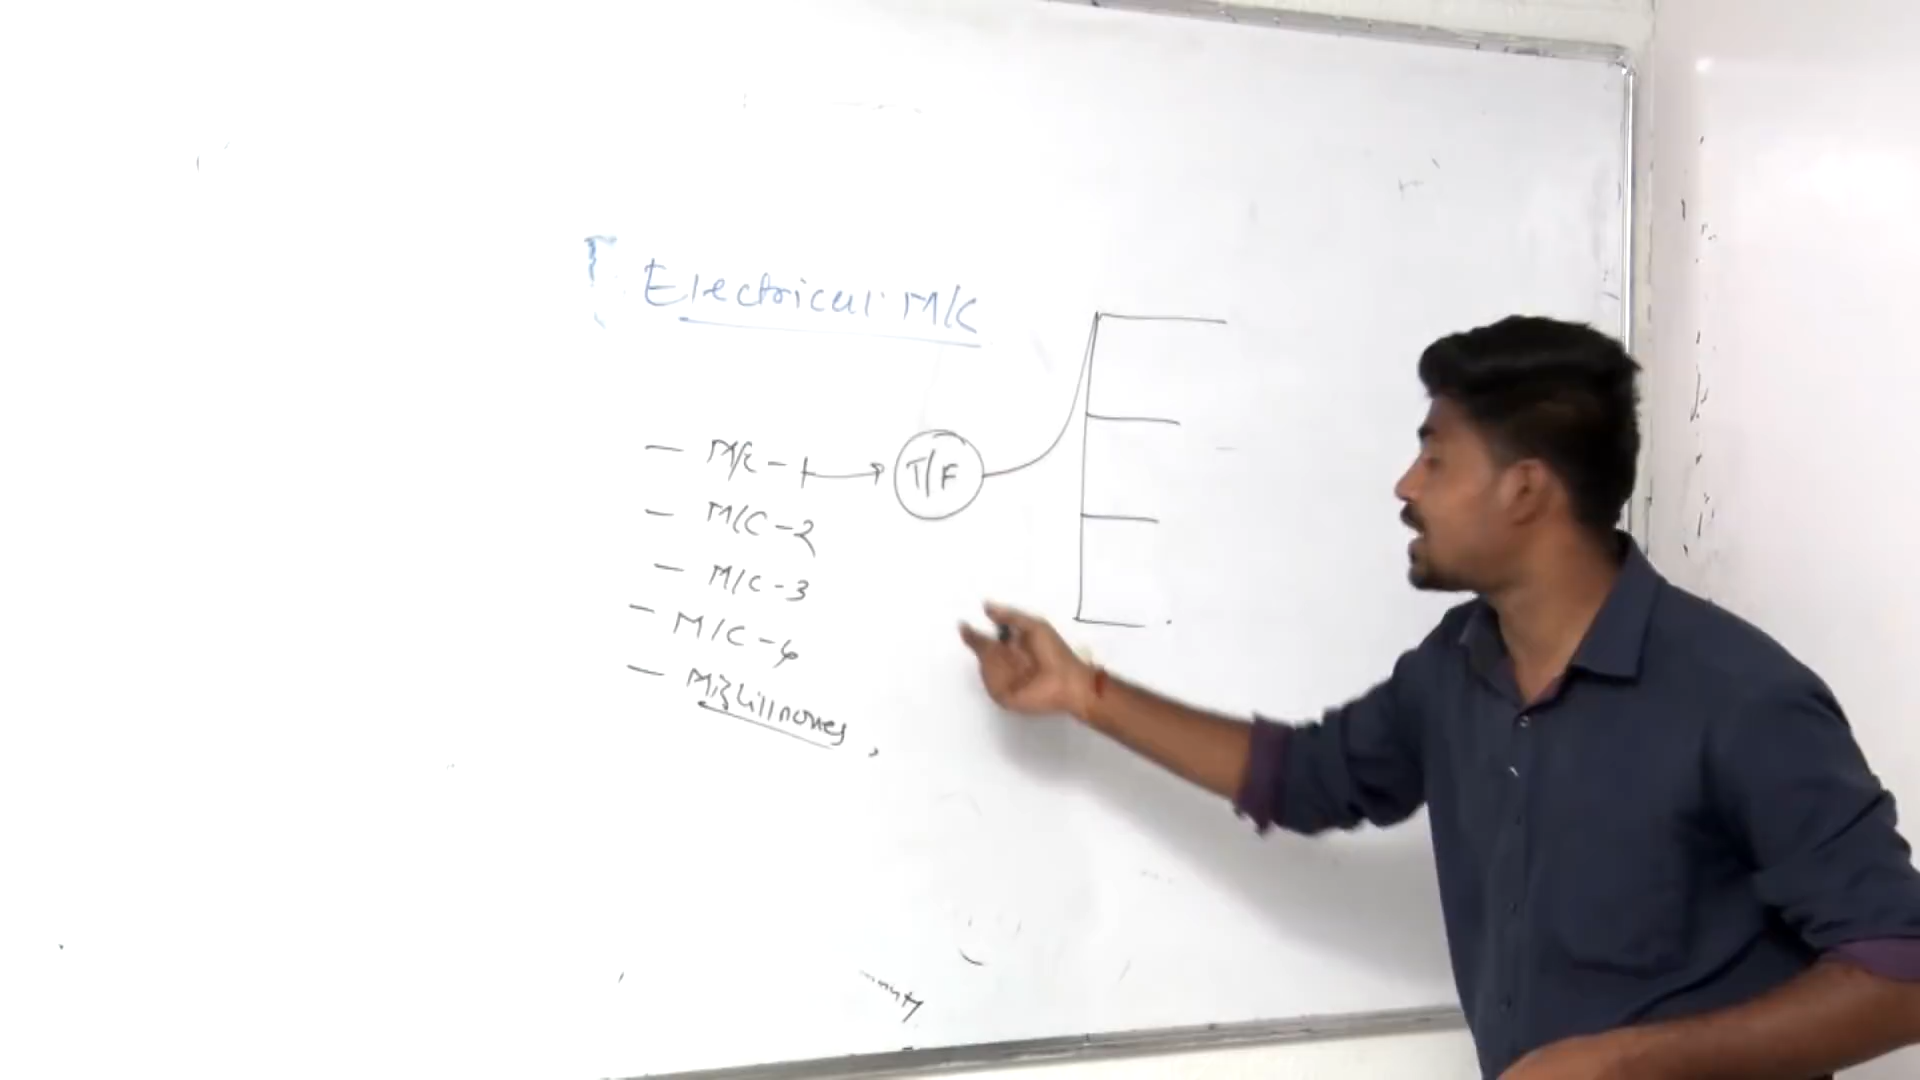 Electrical M/C
— M/C - 1 → T/F
— M/C - 2
— M/C - 3
— M/C - 4
—